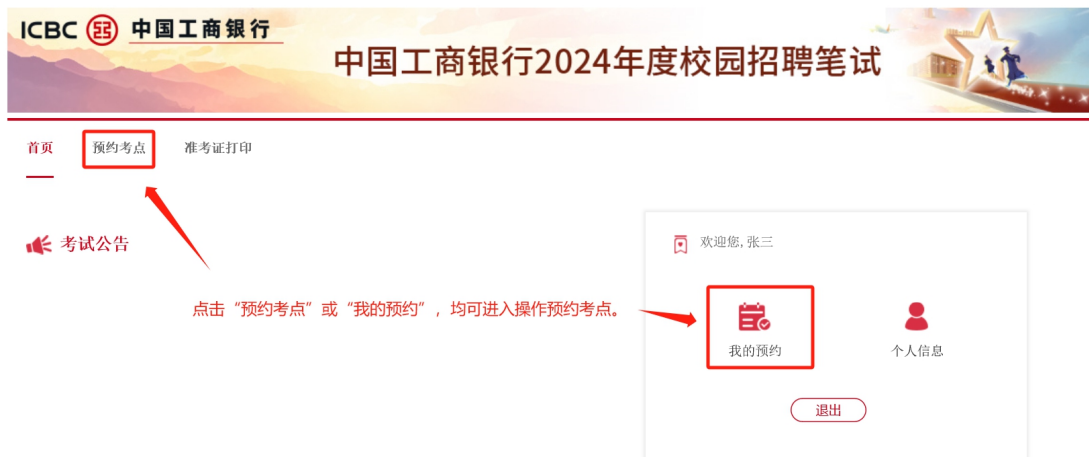 ICBC 中国工商银行
中国工商银行2024年度校园招聘笔试
首页 预约考点 准考证打印
考试公告
欢迎您,张三
点击“预约考点”或“我的预约”，均可进入操作预约考点。
我的预约 个人信息
退出